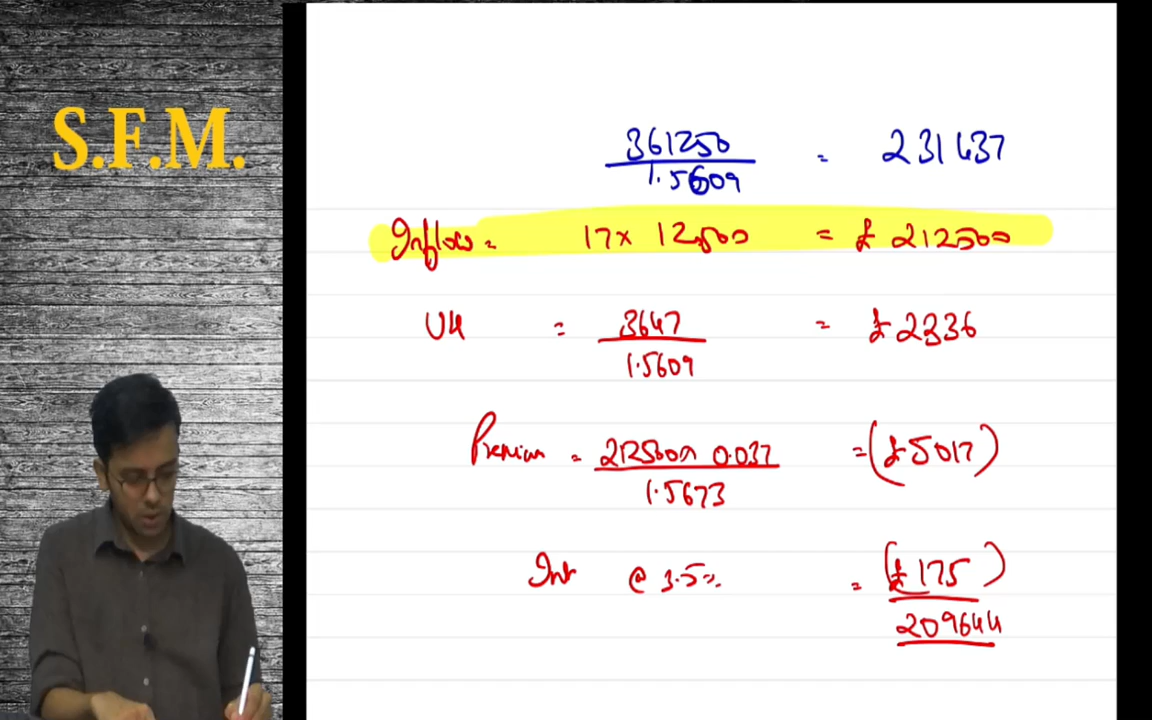 S.F.M.
361250
1.5609
= 231437
Inflow = 17 x 12500 = £ 212500
UH = 3647
1.5609
= £2336
Premium = 212500 x 0.037
1.5673
= (£5017)
Int @ 3.5% = (£175)
209644